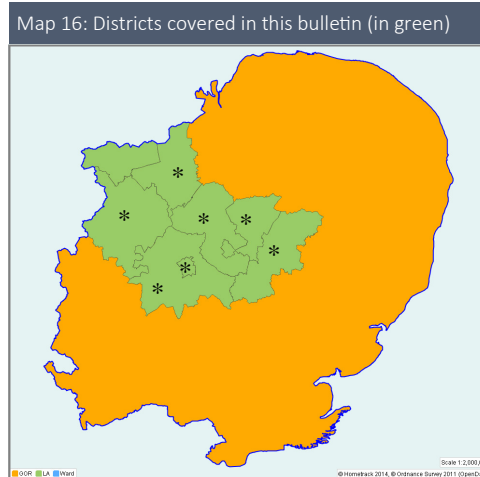 Map 16: Districts covered in this bulletin (in green)
*
*
*
*
*
*
*
Scale 1:2,000,
GOR LA Ward
© Hometrack 2014, © Ordnance Survey 2011 (OpenD